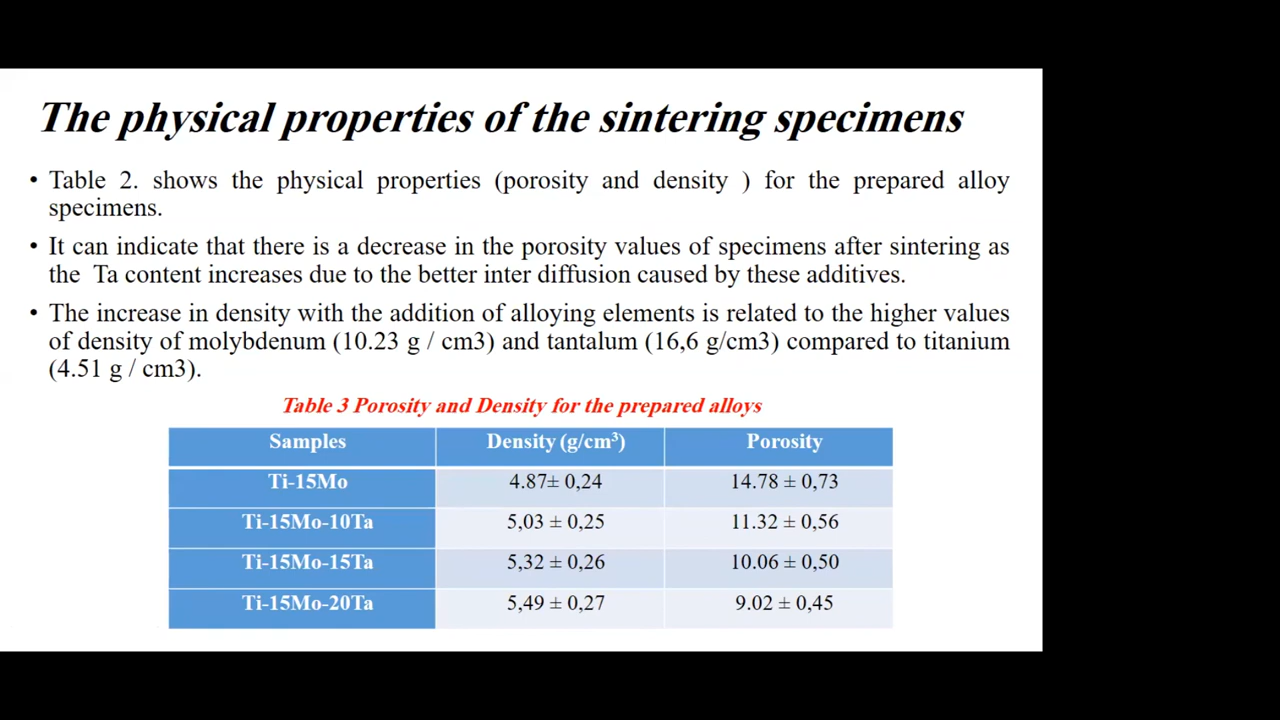 The physical properties of the sintering specimens
• Table 2. shows the physical properties (porosity and density ) for the prepared alloy
specimens.
• It can indicate that there is a decrease in the porosity values of specimens after sintering as
the Ta content increases due to the better inter diffusion caused by these additives.
• The increase in density with the addition of alloying elements is related to the higher values
of density of molybdenum (10.23 g / cm3) and tantalum (16,6 g/cm3) compared to titanium
(4.51 g / cm3).
Table 3 Porosity and Density for the prepared alloys
Samples Density (g/cm³) Porosity
Ti-15Mo 4.87± 0,24 14.78 ± 0,73
Ti-15Mo-10Ta 5,03 ± 0,25 11.32 ± 0,56
Ti-15Mo-15Ta 5,32 ± 0,26 10.06 ± 0,50
Ti-15Mo-20Ta 5,49 ± 0,27 9.02 ± 0,45